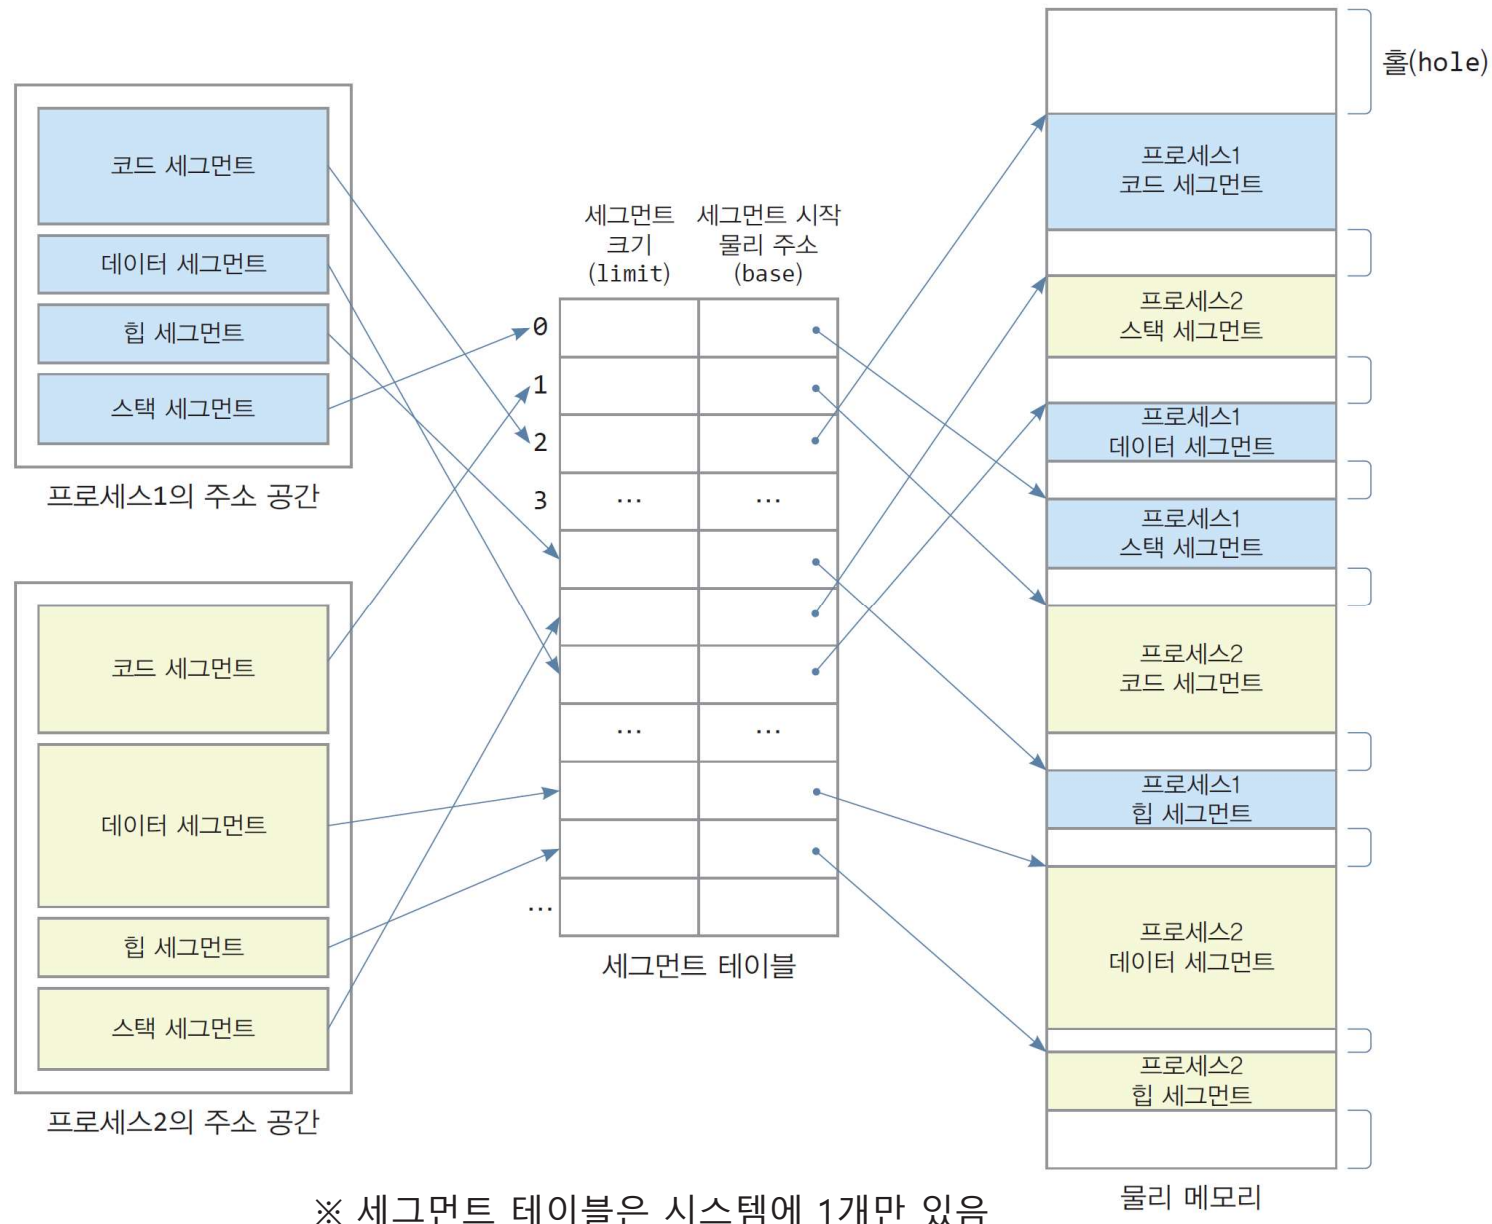 코드 세그먼트
데이터 세그먼트
힙 세그먼트
스택 세그먼트
프로세스1의 주소 공간
코드 세그먼트
데이터 세그먼트
힙 세그먼트
스택 세그먼트
프로세스2의 주소 공간
세그먼트
크기
(limit)
세그먼트 시작
물리 주소
(base)
0
1
2
3 … …
… …
…
세그먼트 테이블
홀(hole)
프로세스1
코드 세그먼트
프로세스2
스택 세그먼트
프로세스1
데이터 세그먼트
프로세스1
스택 세그먼트
프로세스2
코드 세그먼트
프로세스1
힙 세그먼트
프로세스2
데이터 세그먼트
프로세스2
힙 세그먼트
물리 메모리
※ 세그먼트 테이블은 시스템에 1개만 있음